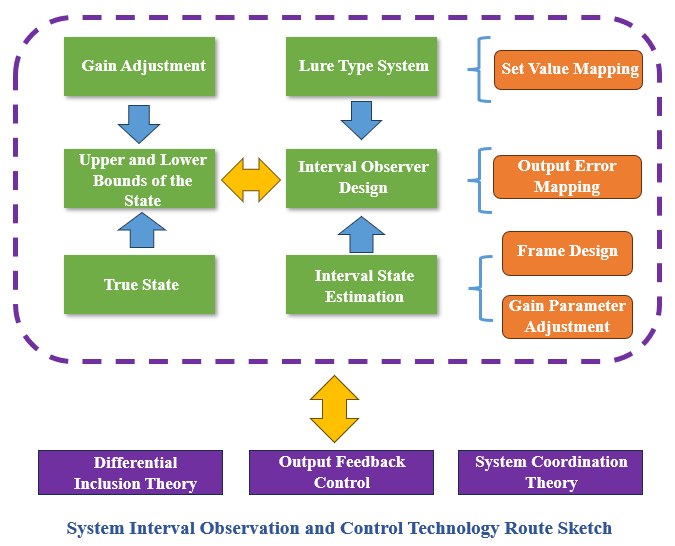 Gain Adjustment
Lure Type System
Set Value Mapping
Upper and Lower
Bounds of the
State
Interval Observer
Design
Output Error
Mapping
True State
Interval State
Estimation
Frame Design
Gain Parameter
Adjustment
Differential
Inclusion Theory
Output Feedback
Control
System Coordination
Theory
System Interval Observation and Control Technology Route Sketch